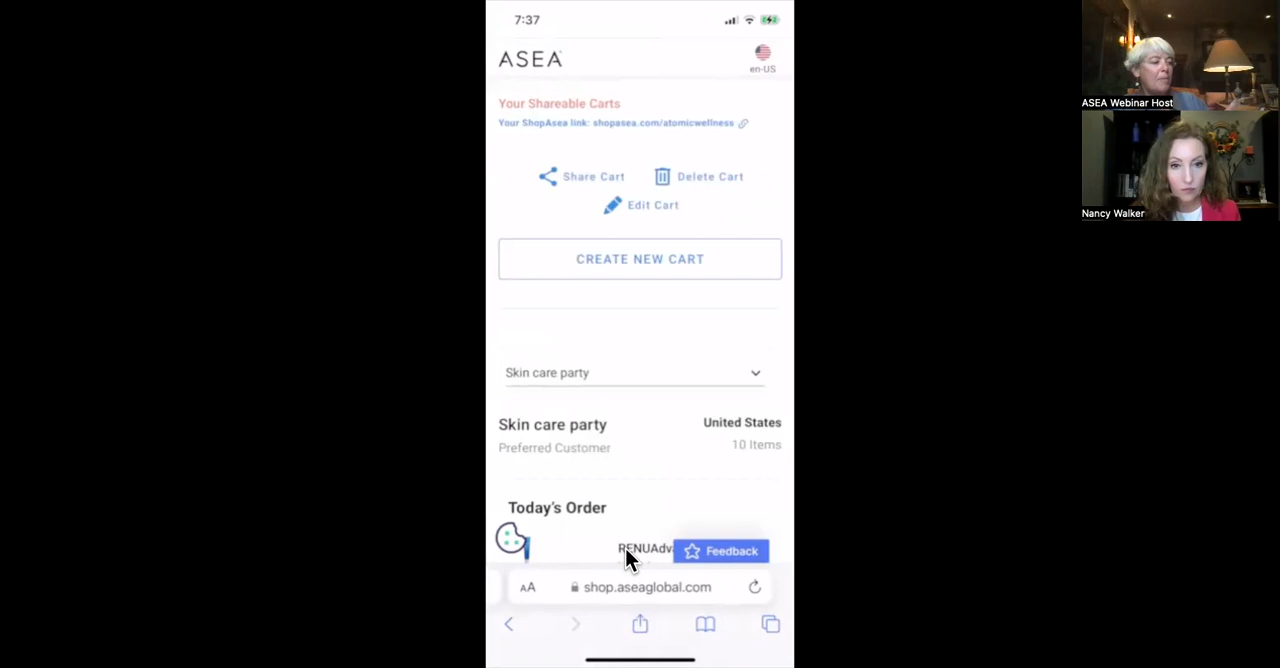 7:37
ASEA
en-US
Your Shareable Carts
Your ShopAsea link: shopasea.com/atomicwellness
Share Cart
Delete Cart
Edit Cart
CREATE NEW CART
Skin care party
Skin care party
United States
Preferred Customer
10 Items
Today's Order
RENUAdv
Feedback
AA
shop.aseaglobal.com
ASEA Webinar Host
Nancy Walker